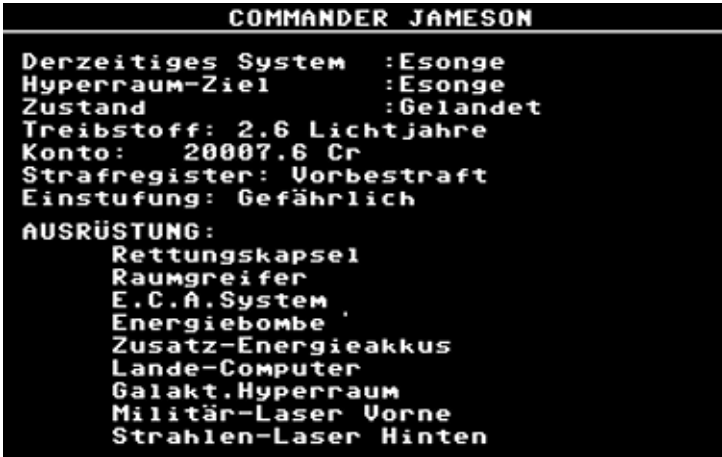 COMMANDER JAMESON
Derzeitiges System :Esonge
Hyperraum-Ziel :Esonge
Zustand :Gelandet
Treibstoff: 2.6 Lichtjahre
Konto: 20007.6 Cr
Strafregister: Vorbestraft
Einstufung: Gefährlich
AUSRÜSTUNG:
Rettungskapsel
Raumgreifer
E.C.A.System
Energiebombe
Zusatz-Energieakkus
Lande-Computer
Galakt.Hyperraum
Militär-Laser Vorne
Strahlen-Laser Hinten